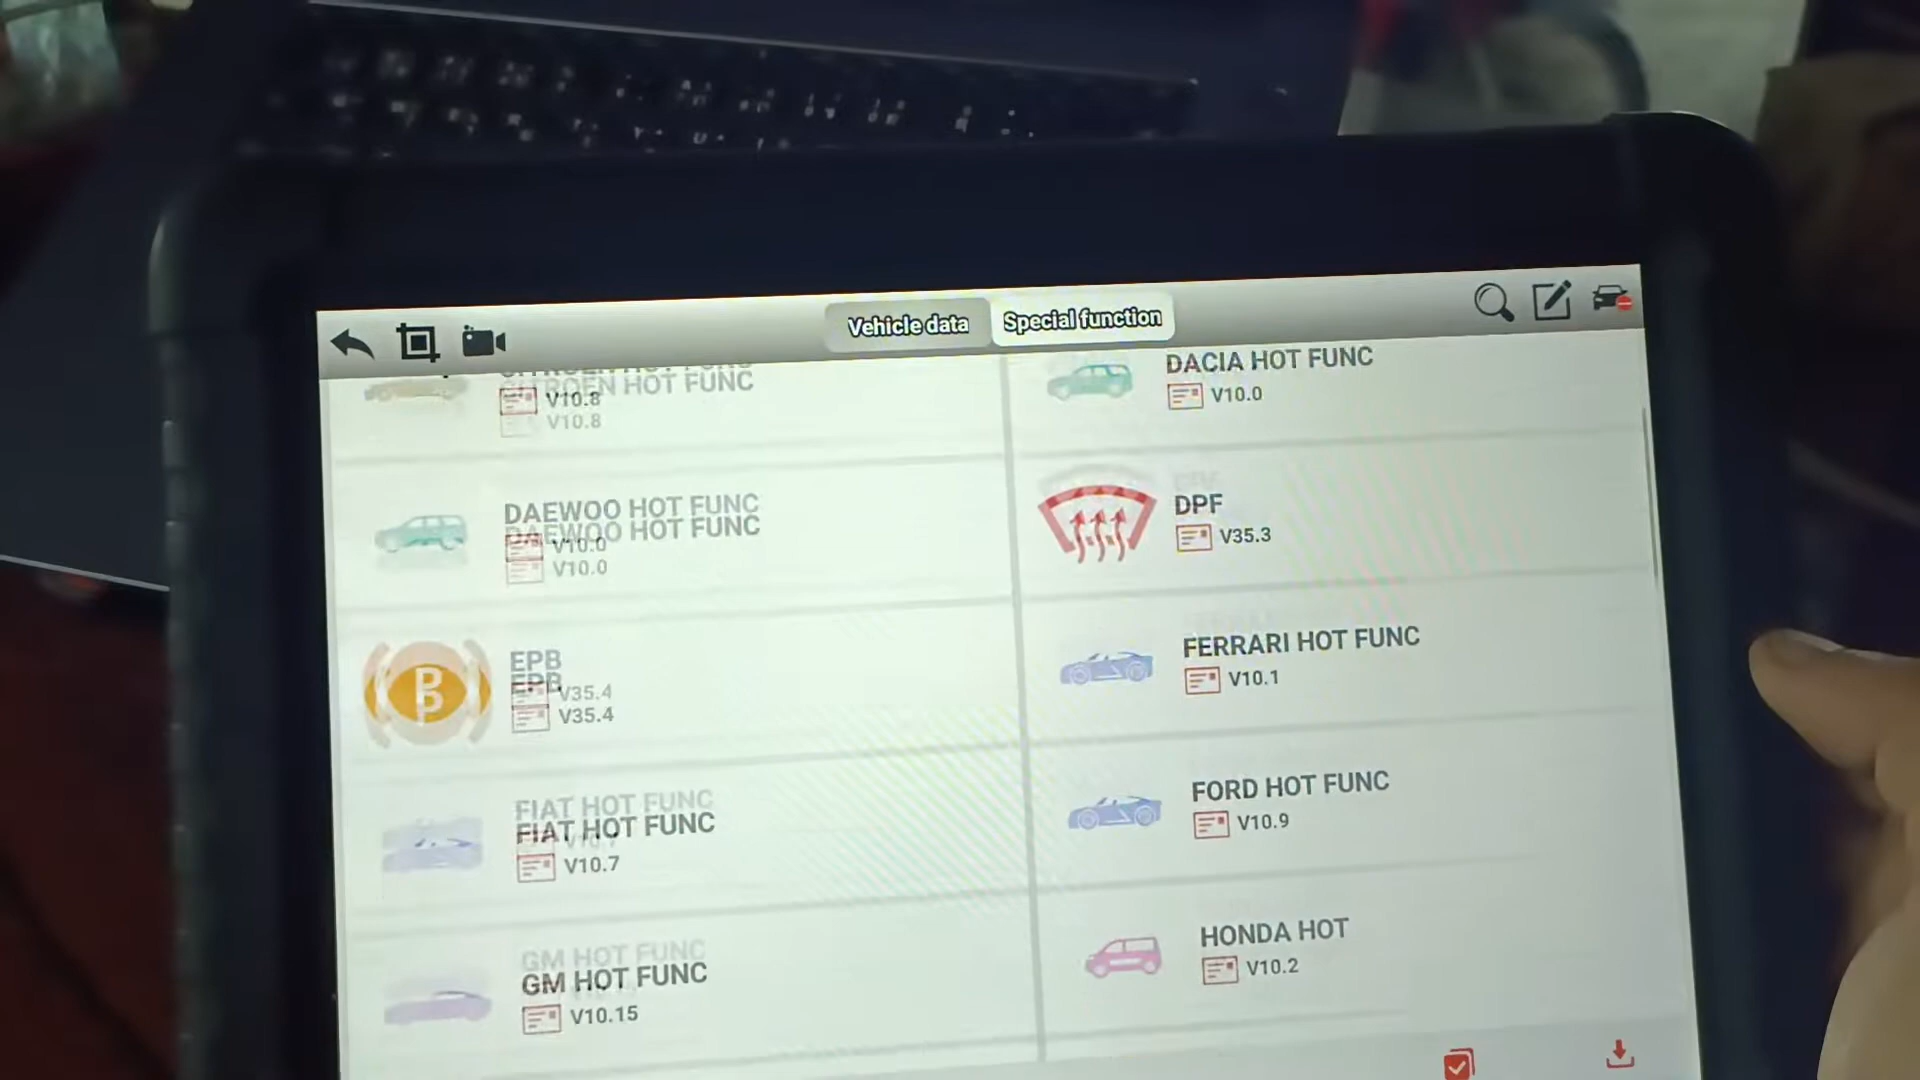 Vehicle data
Special function
CITROEN HOT FUNC
V10.8
DACIA HOT FUNC
V10.0
DAEWOO HOT FUNC
V10.0
DPF
V35.3
EPB
V35.4
FERRARI HOT FUNC
V10.1
FIAT HOT FUNC
V10.7
FORD HOT FUNC
V10.9
GM HOT FUNC
V10.15
HONDA HOT
V10.2